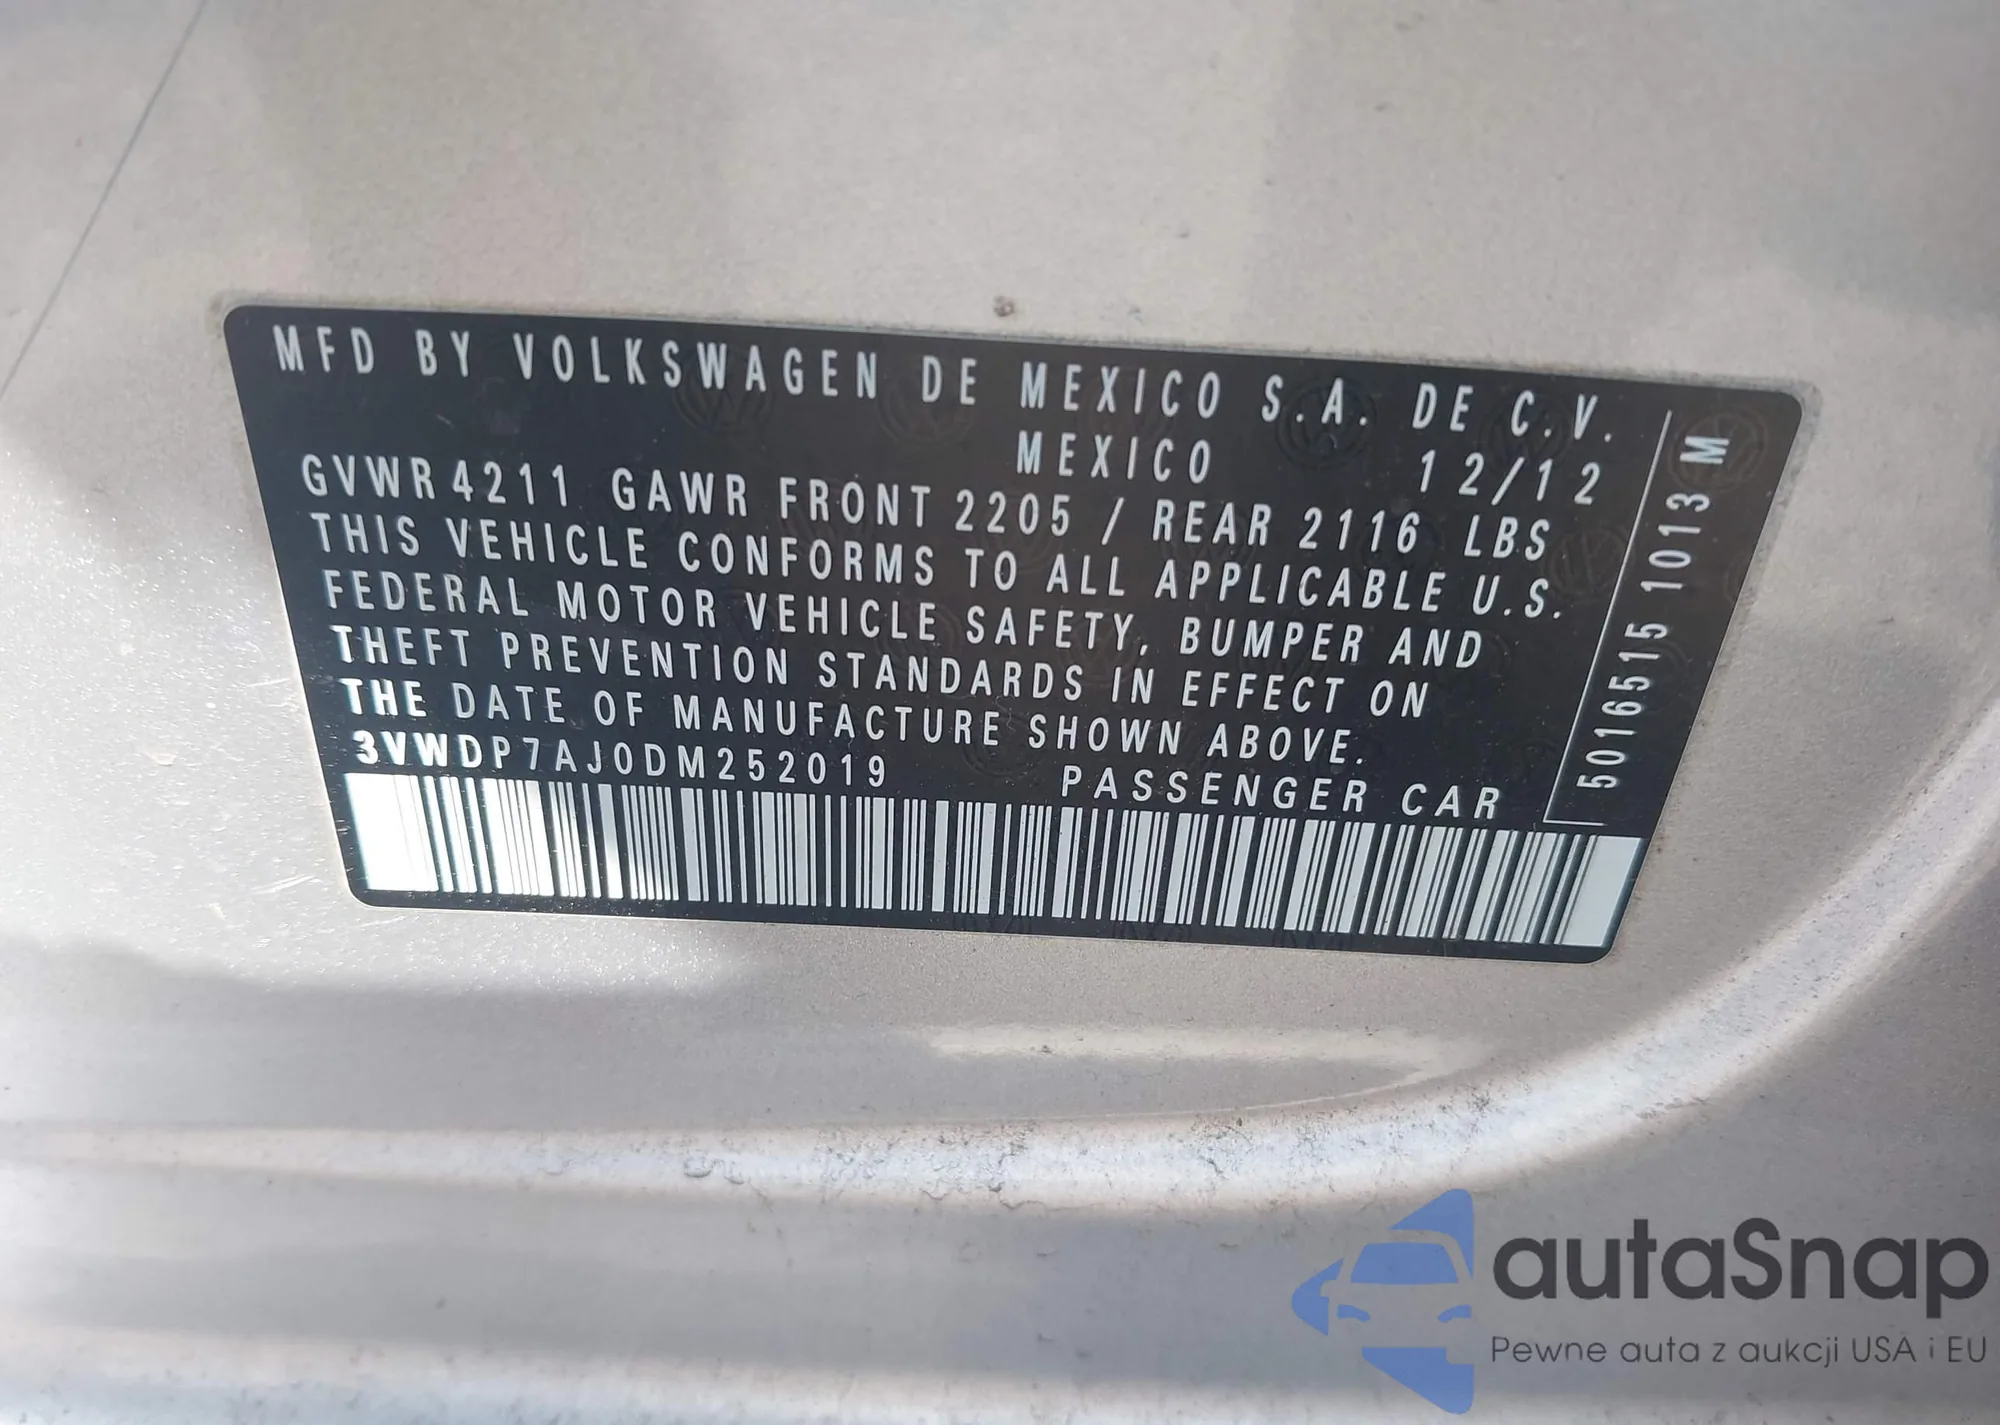 MFD BY VOLKSWAGEN DE MEXICO S.A. DE C.V.
MEXICO 12/12
GVWR 4211 GAWR FRONT 2205 / REAR 2116 LBS
THIS VEHICLE CONFORMS TO ALL APPLICABLE U.S.
FEDERAL MOTOR VEHICLE SAFETY, BUMPER AND
THEFT PREVENTION STANDARDS IN EFFECT ON
THE DATE OF MANUFACTURE SHOWN ABOVE.
3VWDP7AJ0DM252019 PASSENGER CAR
5016515 1013 M
autaSnap
Pewne auta z aukcji USA i EU